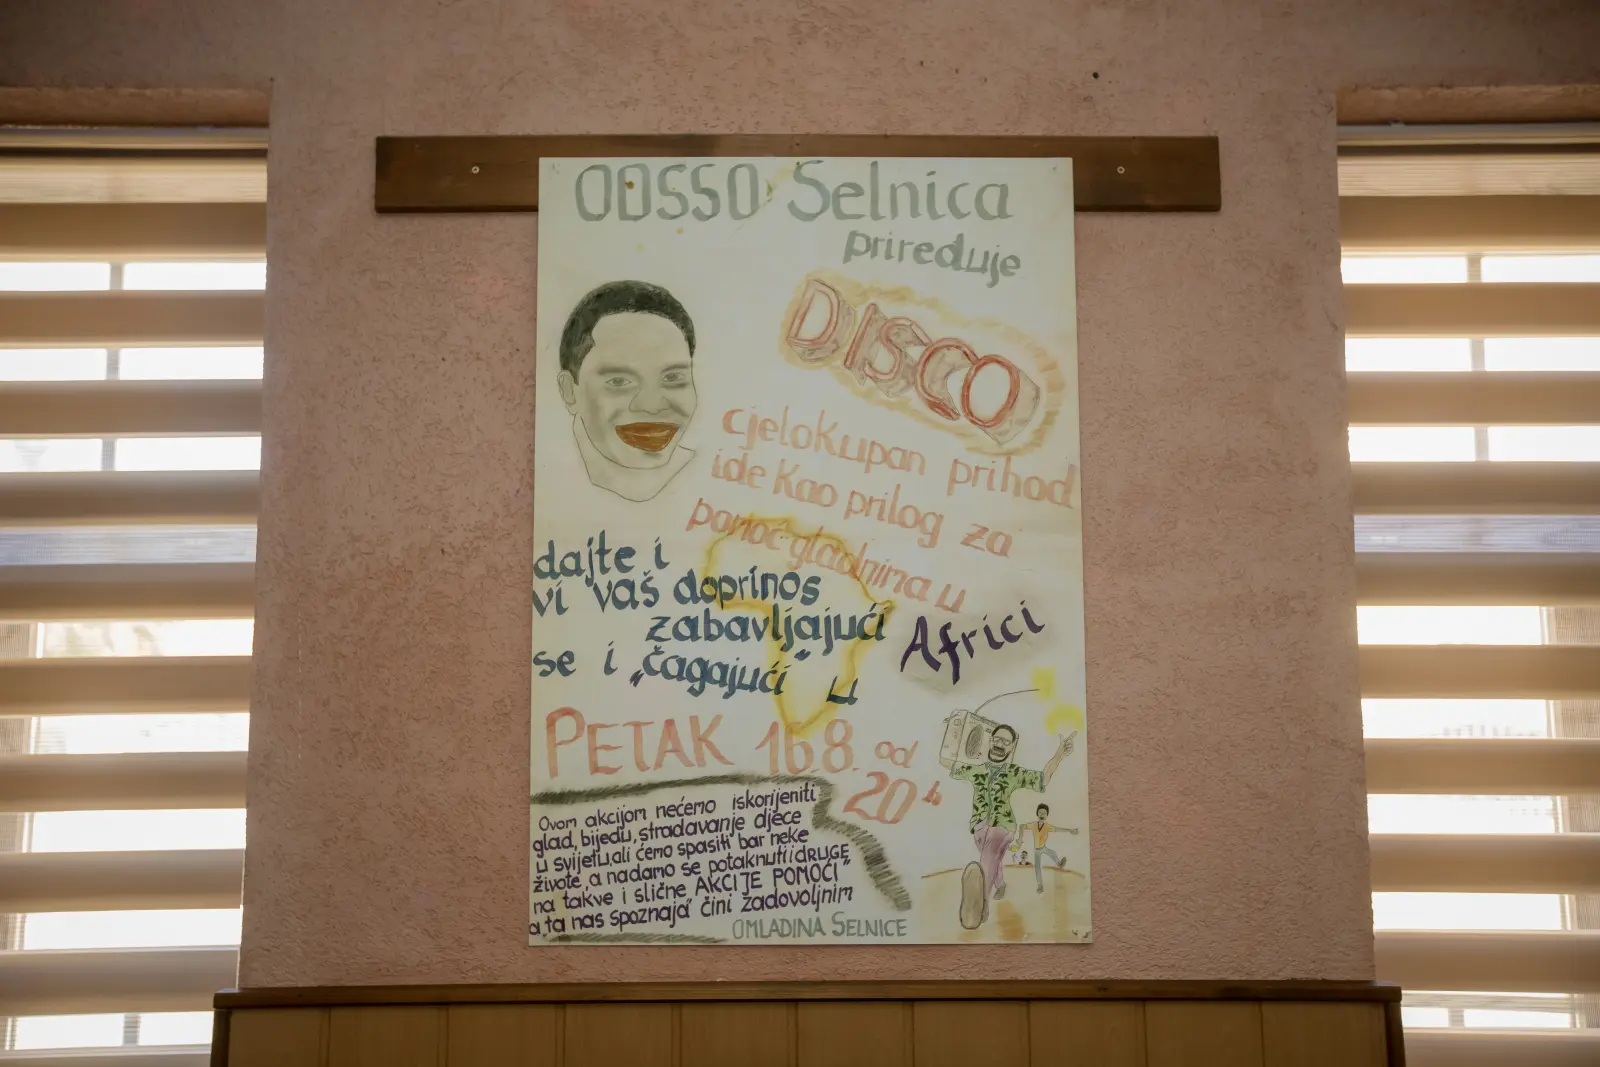 OOSSO Selnica
priređuje
DISCO
cjelokupan prihod
ide kao prilog za
pomoć gladnima u
Africi
dajte i
vi vaš doprinos
zabavljajući
se i „čagajući" u
PETAK 16.8. od
20 h
Ovom akcijom nećemo iskorijeniti
glad, bijedu, stradavanje djece
u svijetu, ali ćemo spasiti bar neke
živote, a nadamo se potaknuti i DRUGE
na takve i slične AKCIJE POMOĆI"
a ta nas spoznaja čini zadovoljnim
OMLADINA SELNICE